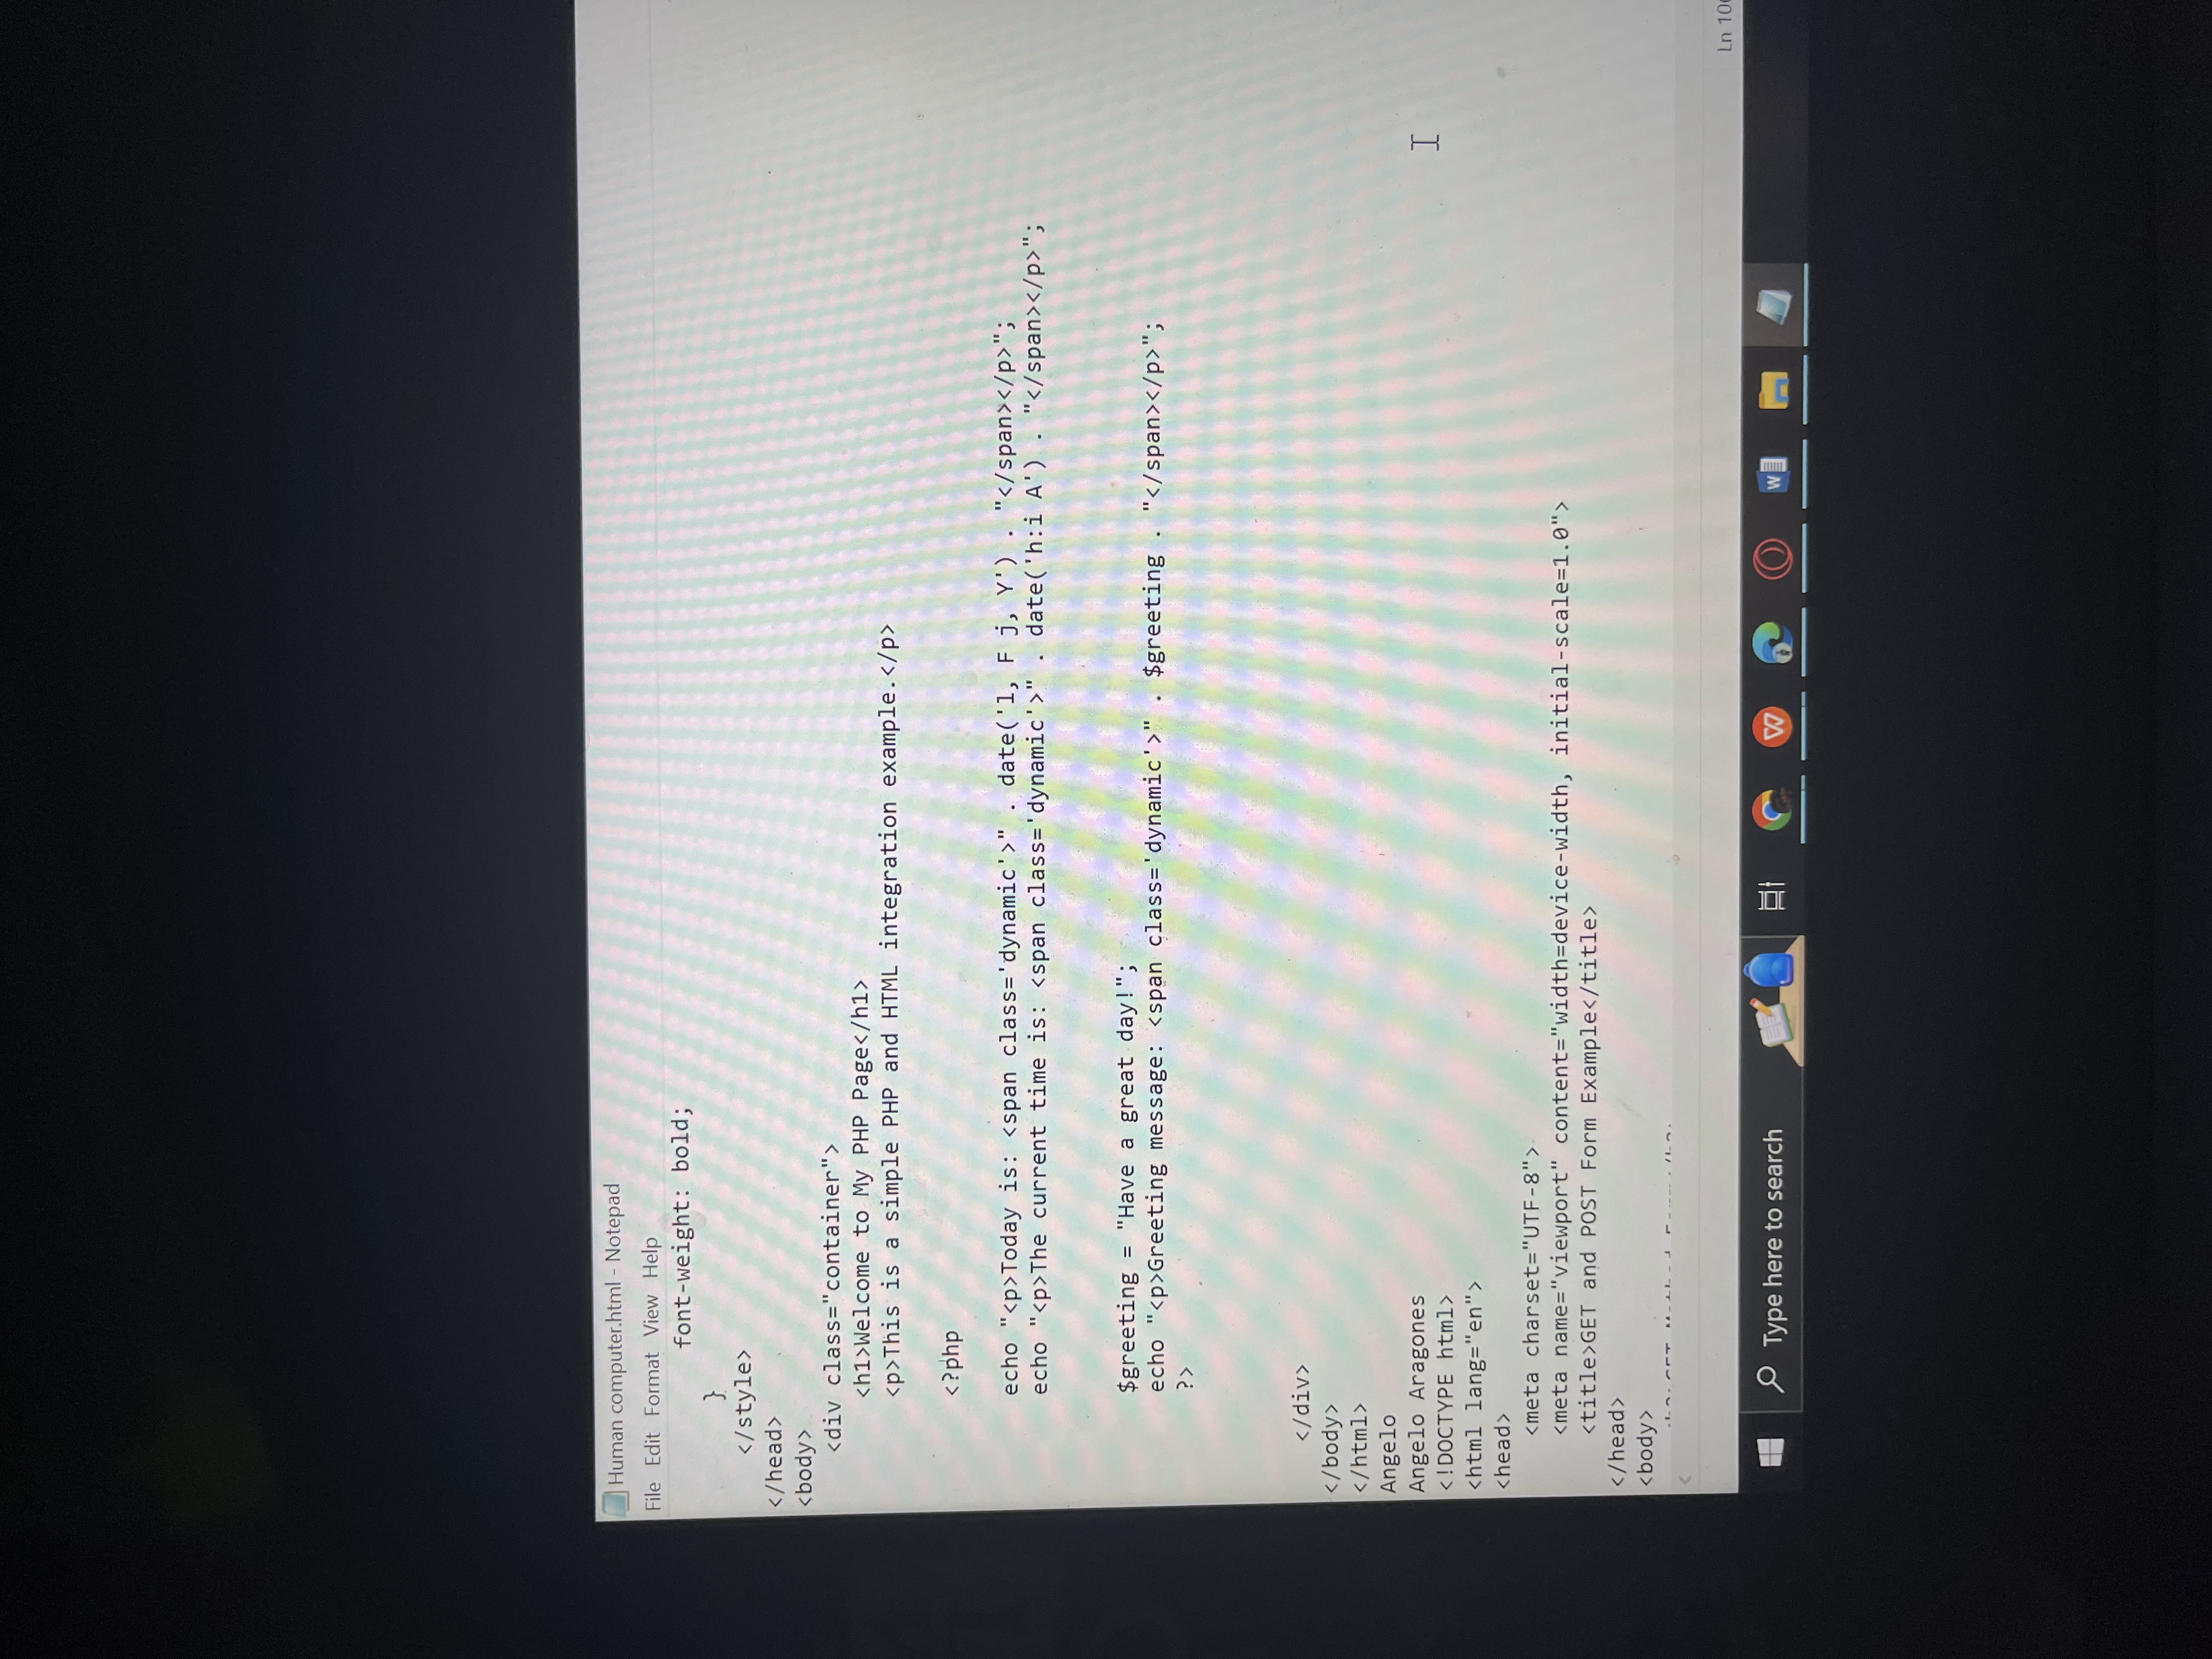 Human computer.html - Notepad
File Edit Format View Help
font-weight: bold;
}
</style>
</head>
<body>
<div class="container">
<h1>Welcome to My PHP Page</h1>
<p>This is a simple PHP and HTML integration example.</p>
<?php
echo "<p>Today is: <span class='dynamic'>" . date('l, F j, Y') . "</span></p>";
echo "<p>The current time is: <span class='dynamic'>" . date('h:i A') . "</span></p>";
$greeting = "Have a great day!";
echo "<p>Greeting message: <span class='dynamic'>" . $greeting . "</span></p>";
?>
</div>
</body>
</html>
Angelo
Angelo Aragones
<!DOCTYPE html>
<html lang="en">
<head>
<meta charset="UTF-8">
<meta name="viewport" content="width=device-width, initial-scale=1.0">
<title>GET and POST Form Example</title>
</head>
<body>
Ln 10
Type here to search